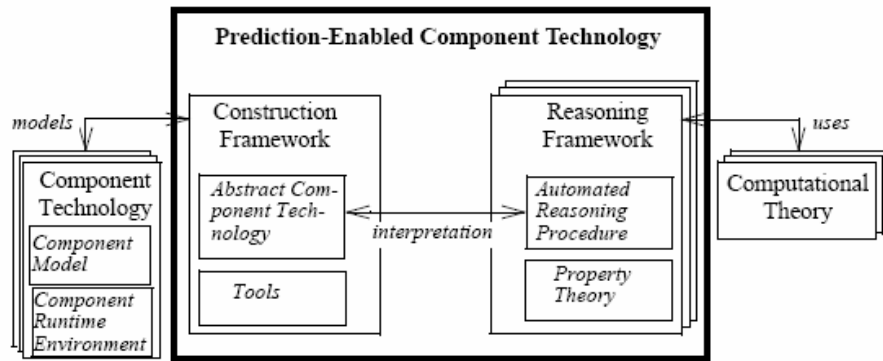 Prediction-Enabled Component Technology
models
Component
Technology
Component
Model
Component
Runtime
Environment
Construction
Framework
Abstract Com-
ponent Tech-
nology
Tools
interpretation
Reasoning
Framework
Automated
Reasoning
Procedure
Property
Theory
uses
Computational
Theory